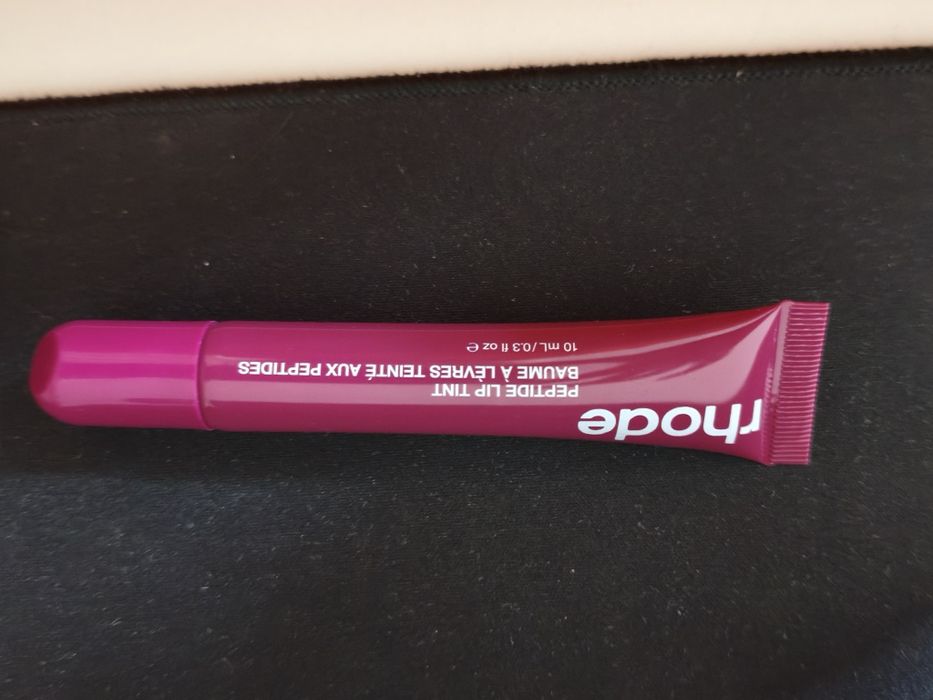 rhode
PEPTIDE LIP TINT
BAUME À LÈVRES TEINTÉ AUX PEPTIDES
10 mL / 0.3 fl oz ℮